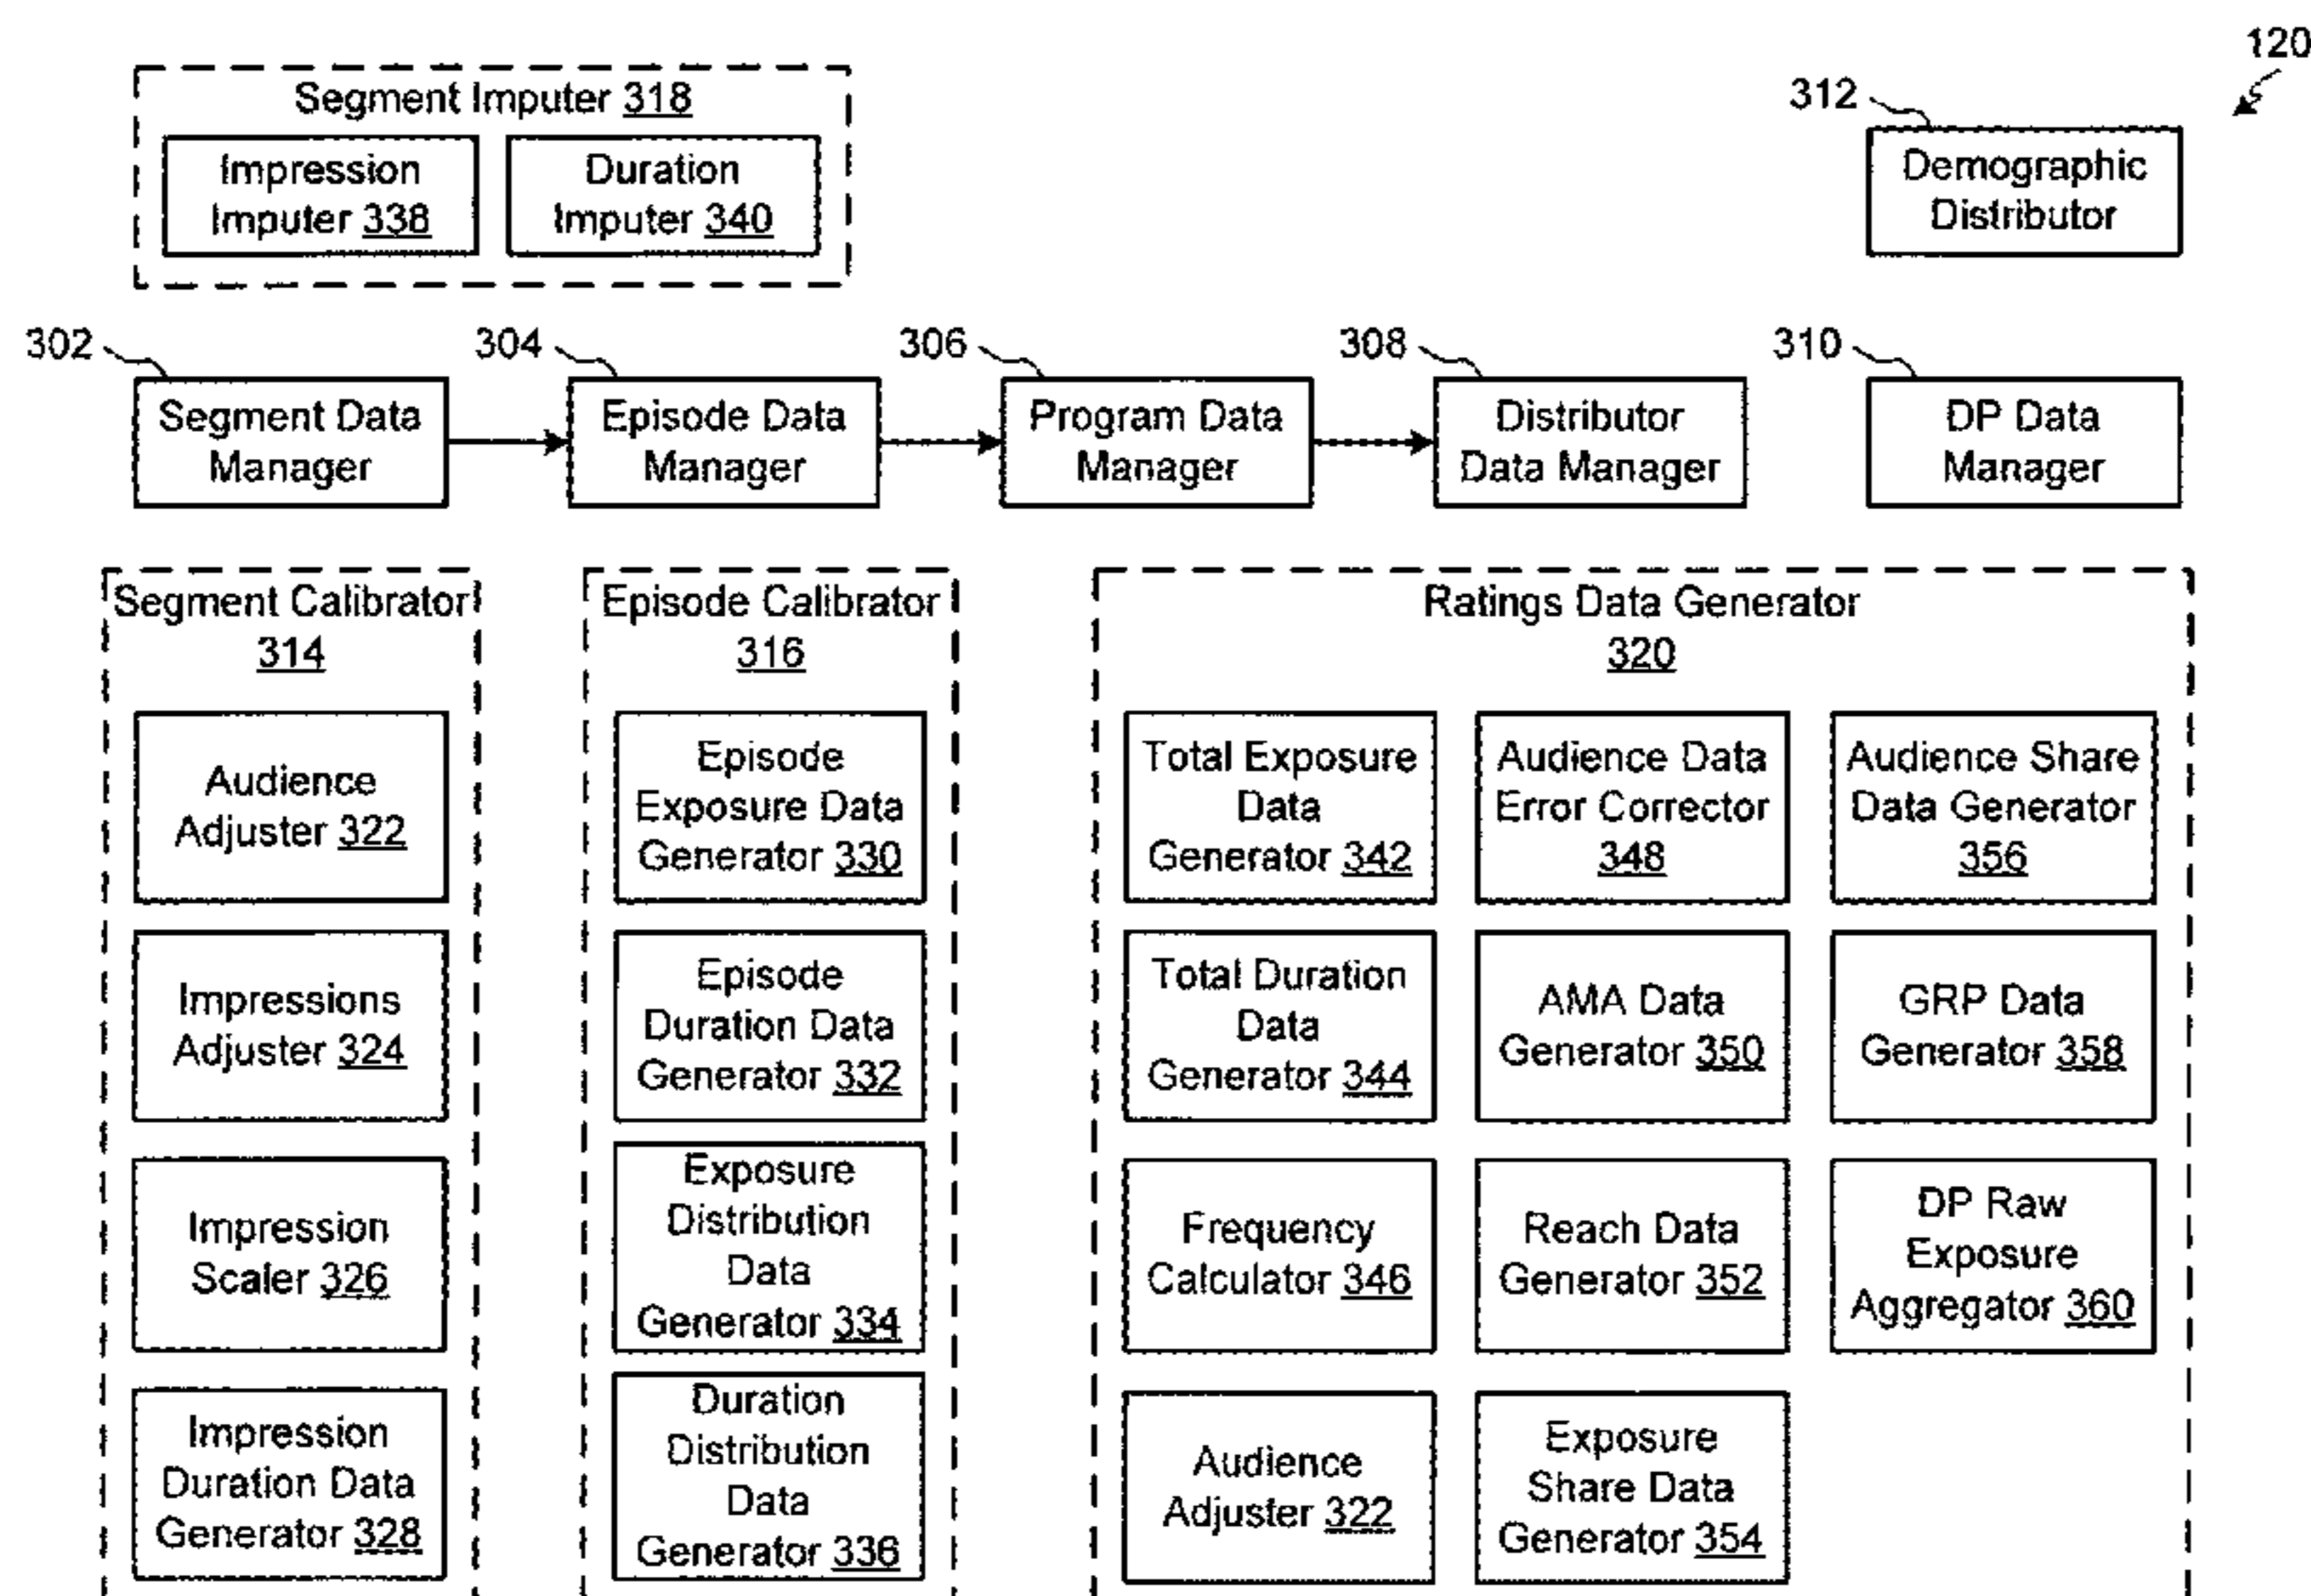 120
Segment Imputer 318
Impression
Imputer 338
Duration
Imputer 340
312
Demographic
Distributor
302
Segment Data
Manager
304
Episode Data
Manager
306
Program Data
Manager
308
Distributor
Data Manager
310
DP Data
Manager
Segment Calibrator
314
Audience
Adjuster 322
Impressions
Adjuster 324
Impression
Scaler 326
Impression
Duration Data
Generator 328
Episode Calibrator
316
Episode
Exposure Data
Generator 330
Episode
Duration Data
Generator 332
Exposure
Distribution
Data
Generator 334
Duration
Distribution
Data
Generator 336
Ratings Data Generator
320
Total Exposure
Data
Generator 342
Audience Data
Error Corrector
348
Audience Share
Data Generator
356
Total Duration
Data
Generator 344
AMA Data
Generator 350
GRP Data
Generator 358
Frequency
Calculator 346
Reach Data
Generator 352
DP Raw
Exposure
Aggregator 360
Audience
Adjuster 322
Exposure
Share Data
Generator 354